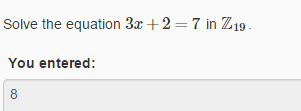 Solve the equation 3x + 2 = 7 in ℤ₁₉.
You entered:
8